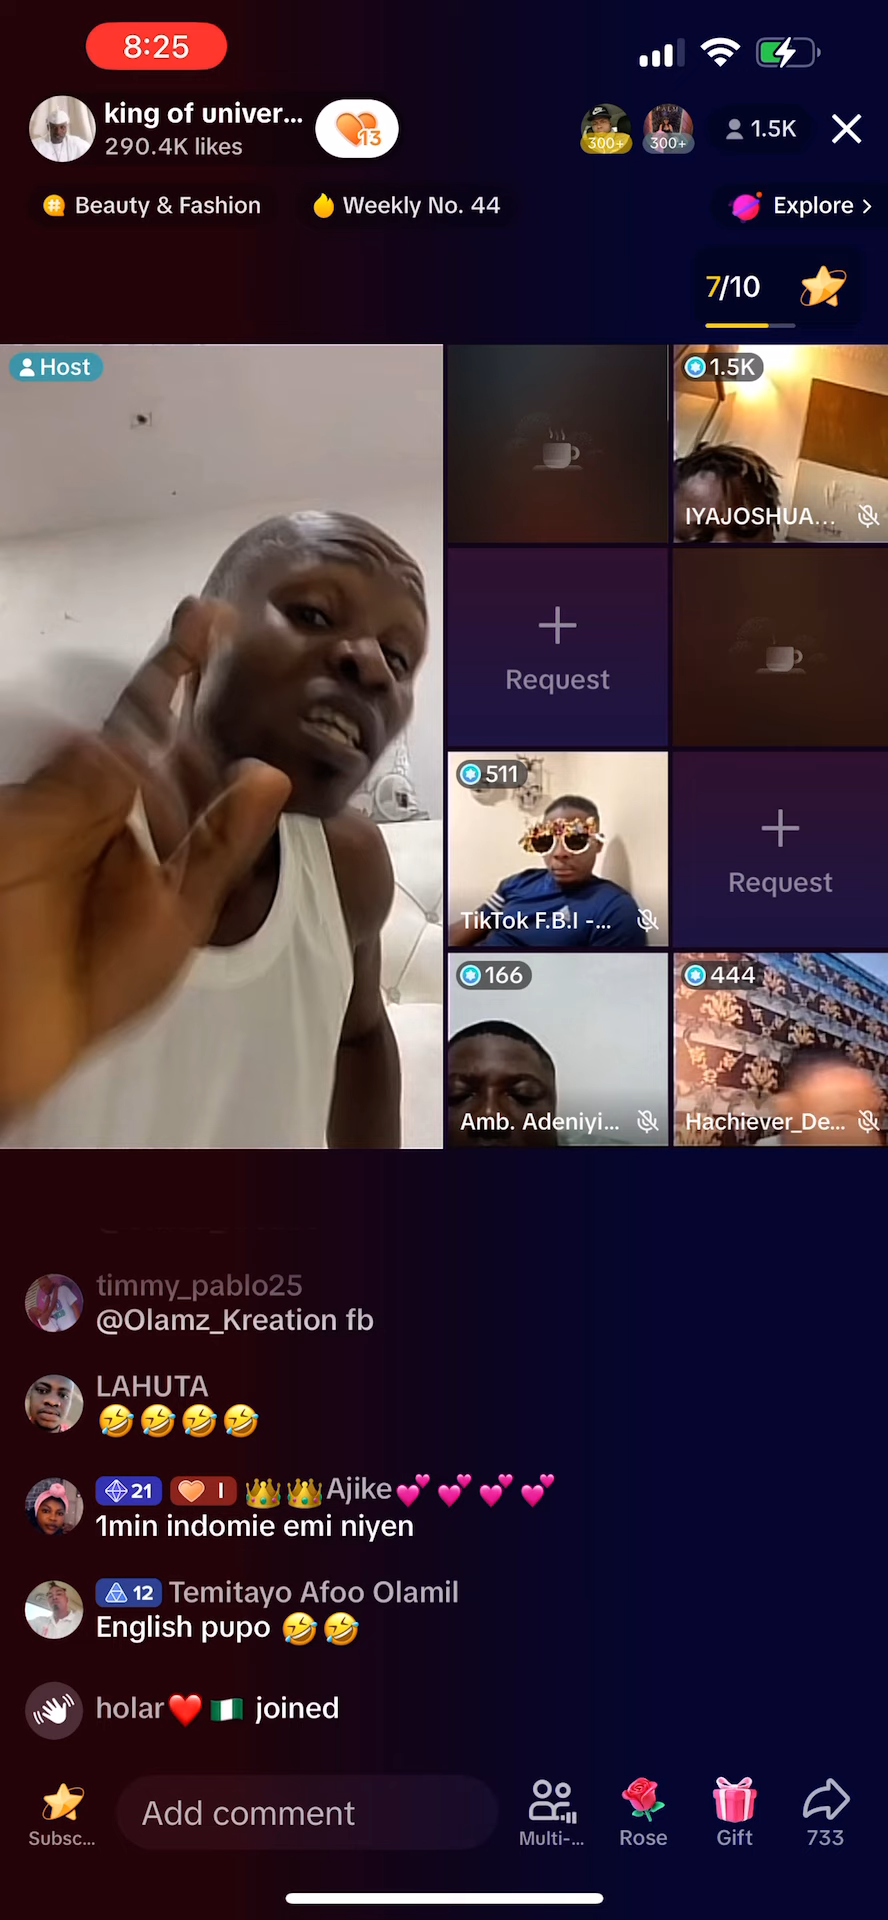 8:25
king of univer...
290.4K likes
13
300+
300+
1.5K
Beauty & Fashion
Weekly No. 44
Explore >
7/10
Host
1.5K
IYAJOSHUA...
Request
511
TikTok F.B.I -...
Request
166
Amb. Adeniyi...
444
Hachiever_De...
timmy_pablo25
@Olamz_Kreation fb
LAHUTA
🤣🤣🤣🤣
21 I 👑👑Ajike💕💕💕💕
1min indomie emi niyen
12 Temitayo Afoo Olamil
English pupo 🤣🤣
holar❤️🇳🇬 joined
Subsc...
Add comment
Multi-...
Rose
Gift
733